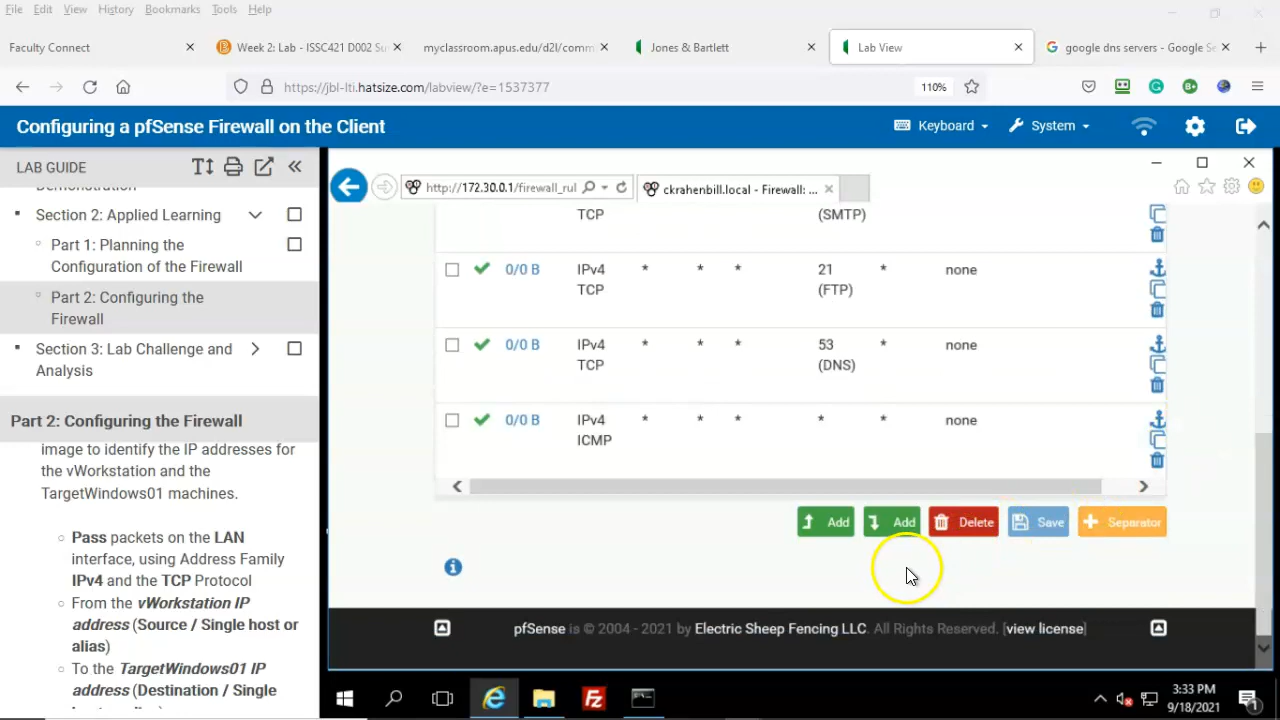 File Edit View History Bookmarks Tools Help
Faculty Connect
Week 2: Lab - ISSC421 D002 Su
myclassroom.apus.edu/d2l/comm
Jones & Bartlett
Lab View
google dns servers - Google Se
https://jbl-lti.hatsize.com/labview/?e=1537377
110%
Configuring a pfSense Firewall on the Client
Keyboard
System
LAB GUIDE
Demonstration
Section 2: Applied Learning
Part 1: Planning the
Configuration of the Firewall
Part 2: Configuring the
Firewall
Section 3: Lab Challenge and
Analysis
Part 2: Configuring the Firewall
image to identify the IP addresses for
the vWorkstation and the
TargetWindows01 machines.
Pass packets on the LAN
interface, using Address Family
IPv4 and the TCP Protocol
From the vWorkstation IP
address (Source / Single host or
alias)
To the TargetWindows01 IP
address (Destination / Single
http://172.30.0.1/firewall_rul
ckrahenbill.local - Firewall: ...
TCP (SMTP)
0/0 B IPv4 * * * 21 * none
TCP (FTP)
0/0 B IPv4 * * * 53 * none
TCP (DNS)
0/0 B IPv4 * * * * * none
ICMP
Add
Add
Delete
Save
Separator
pfSense is © 2004 - 2021 by Electric Sheep Fencing LLC. All Rights Reserved. [view license]
3:33 PM
9/18/2021